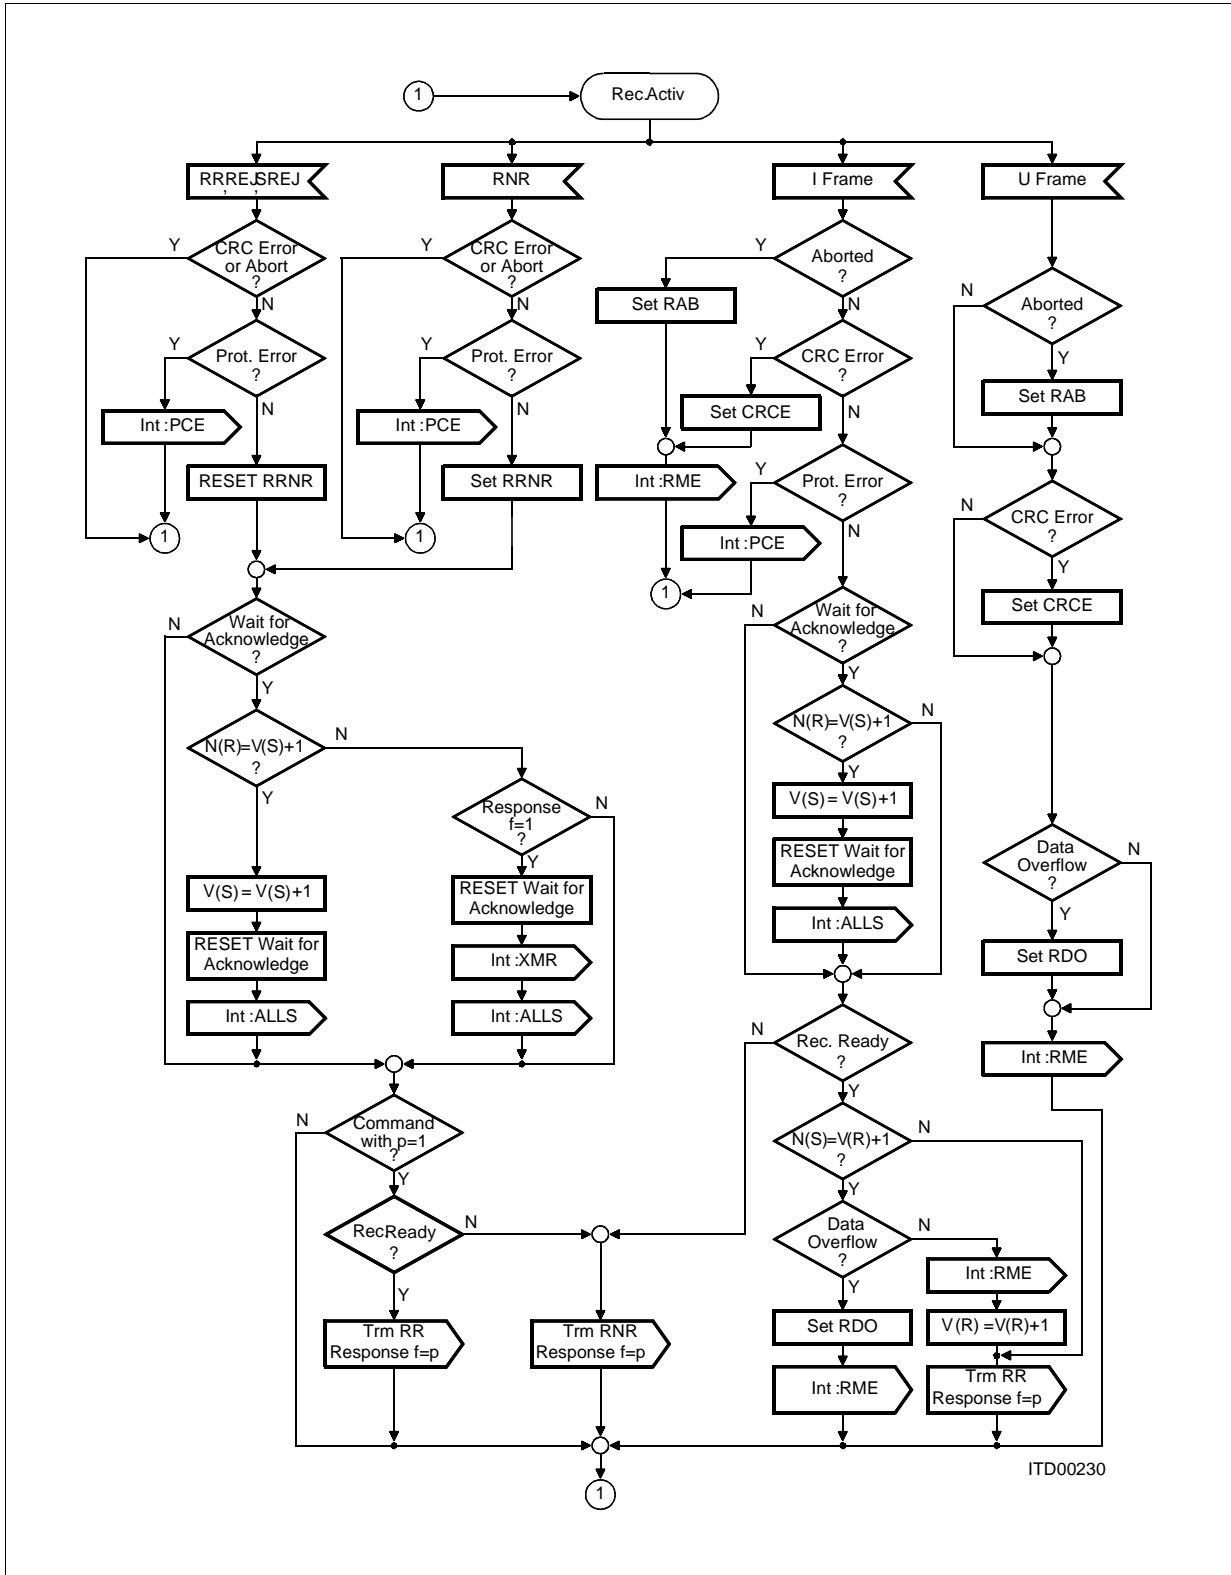 1
Rec.Activ
RR,REJ,SREJ
RNR
I Frame
U Frame
Y
CRC Error
or Abort
?
N
Y
CRC Error
or Abort
?
N
Y
Aborted
?
N
N
Aborted
?
Y
Set RAB
Set RAB
Y
Prot. Error
?
N
Y
Prot. Error
?
N
Y
CRC Error
?
N
Int :PCE
Int :PCE
Set CRCE
RESET RRNR
Set RRNR
Int :RME
Y
Prot. Error
?
N
N
CRC Error
?
Y
1
1
Int :PCE
1
Set CRCE
N
Wait for
Acknowledge
?
Y
N
Wait for
Acknowledge
?
Y
N(R)=V(S)+1
?
N
Y
N(R)=V(S)+1
?
N
Y
Response
f=1
?
N
Y
V(S) = V(S)+1
RESET Wait for
Acknowledge
Int :ALLS
Data
Overflow
?
N
Y
V(S) = V(S)+1
RESET Wait for
Acknowledge
Int :ALLS
RESET Wait for
Acknowledge
Int :XMR
Int :ALLS
Set RDO
Int :RME
N
Rec. Ready
?
Y
N
Command
with p=1
?
Y
N(S)=V(R)+1
?
N
Y
RecReady
?
N
Y
Data
Overflow
?
N
Y
Int :RME
V(R) =V(R)+1
Trm RR
Response f=p
Trm RNR
Response f=p
Set RDO
Int :RME
Trm RR
Response f=p
ITD00230
1